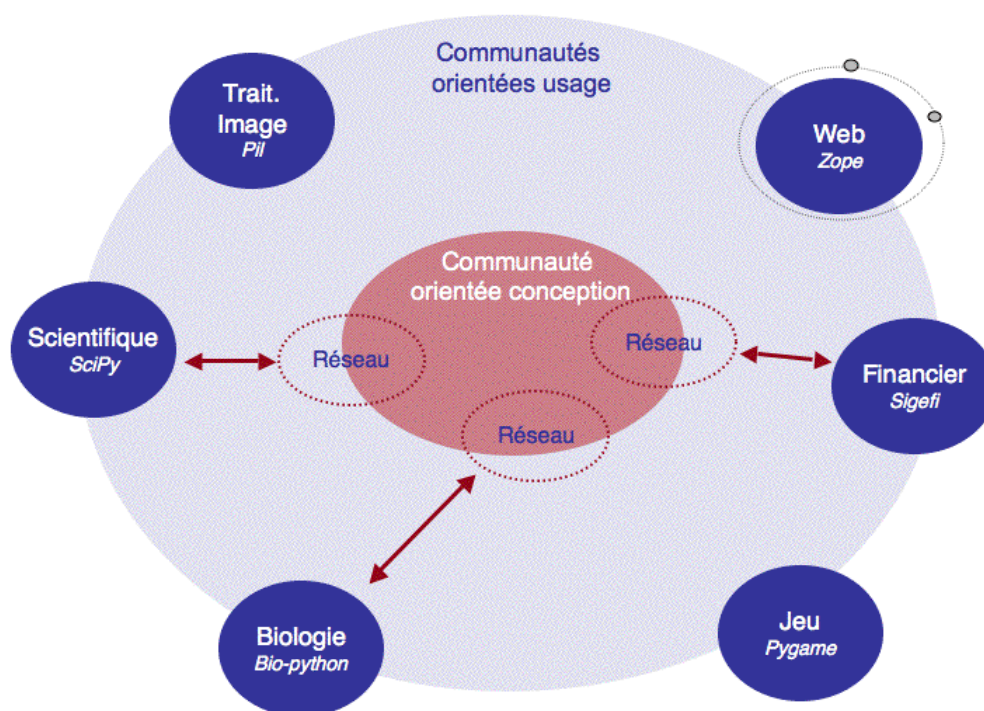 Communautés
orientées usage
Trait.
Image
Pil
Web
Zope
Communauté
orientée conception
Scientifique
SciPy
Réseau
Réseau
Financier
Sigefi
Réseau
Biologie
Bio-python
Jeu
Pygame